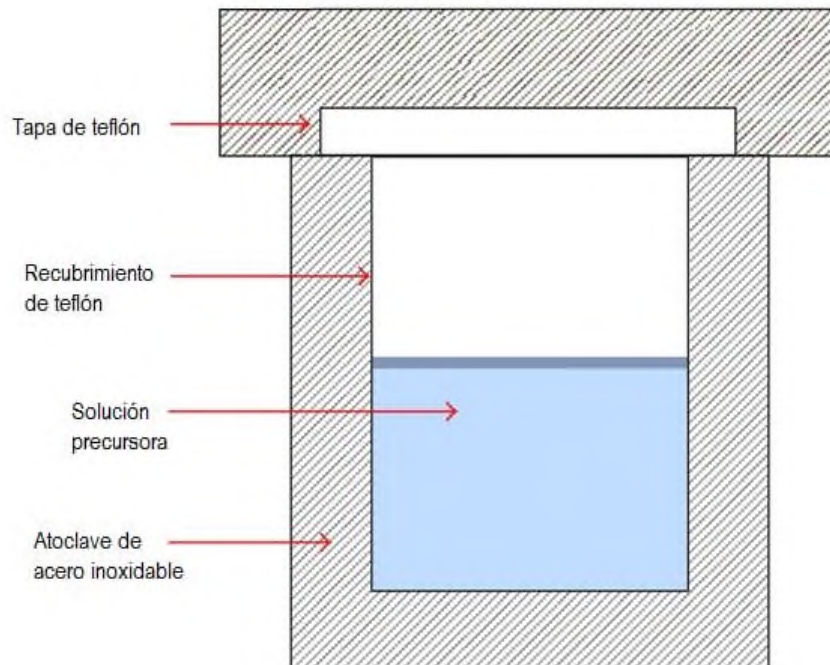 Tapa de teflón
Recubrimiento
de teflón
Solución
precursora
Atoclave de
acero inoxidable